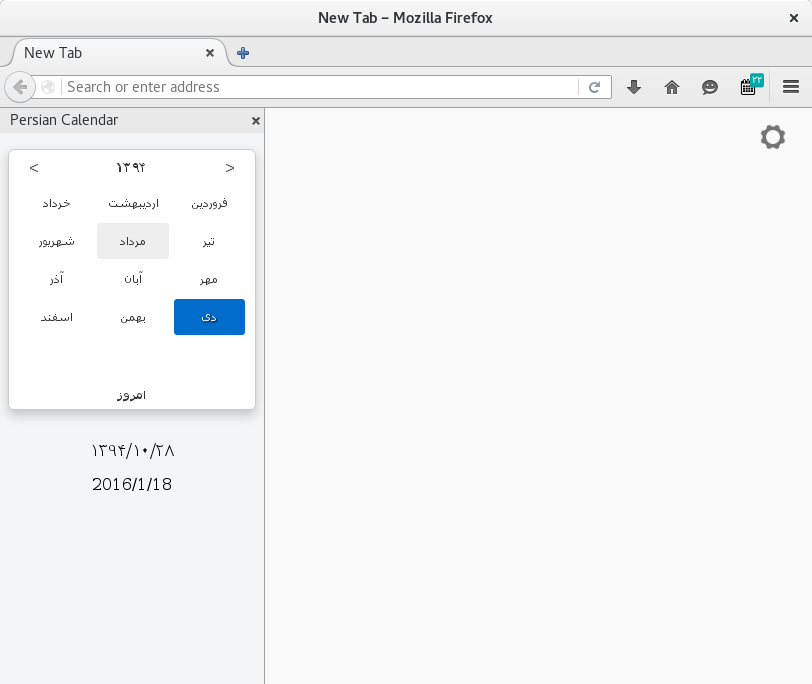 New Tab – Mozilla Firefox
New Tab
Search or enter address
۲۲
Persian Calendar
< ۱۳۹۴ >
فروردین اردیبهشت خرداد
تیر مرداد شهریور
مهر آبان آذر
دی بهمن اسفند
امروز
۱۳۹۴/۱۰/۲۸
2016/1/18